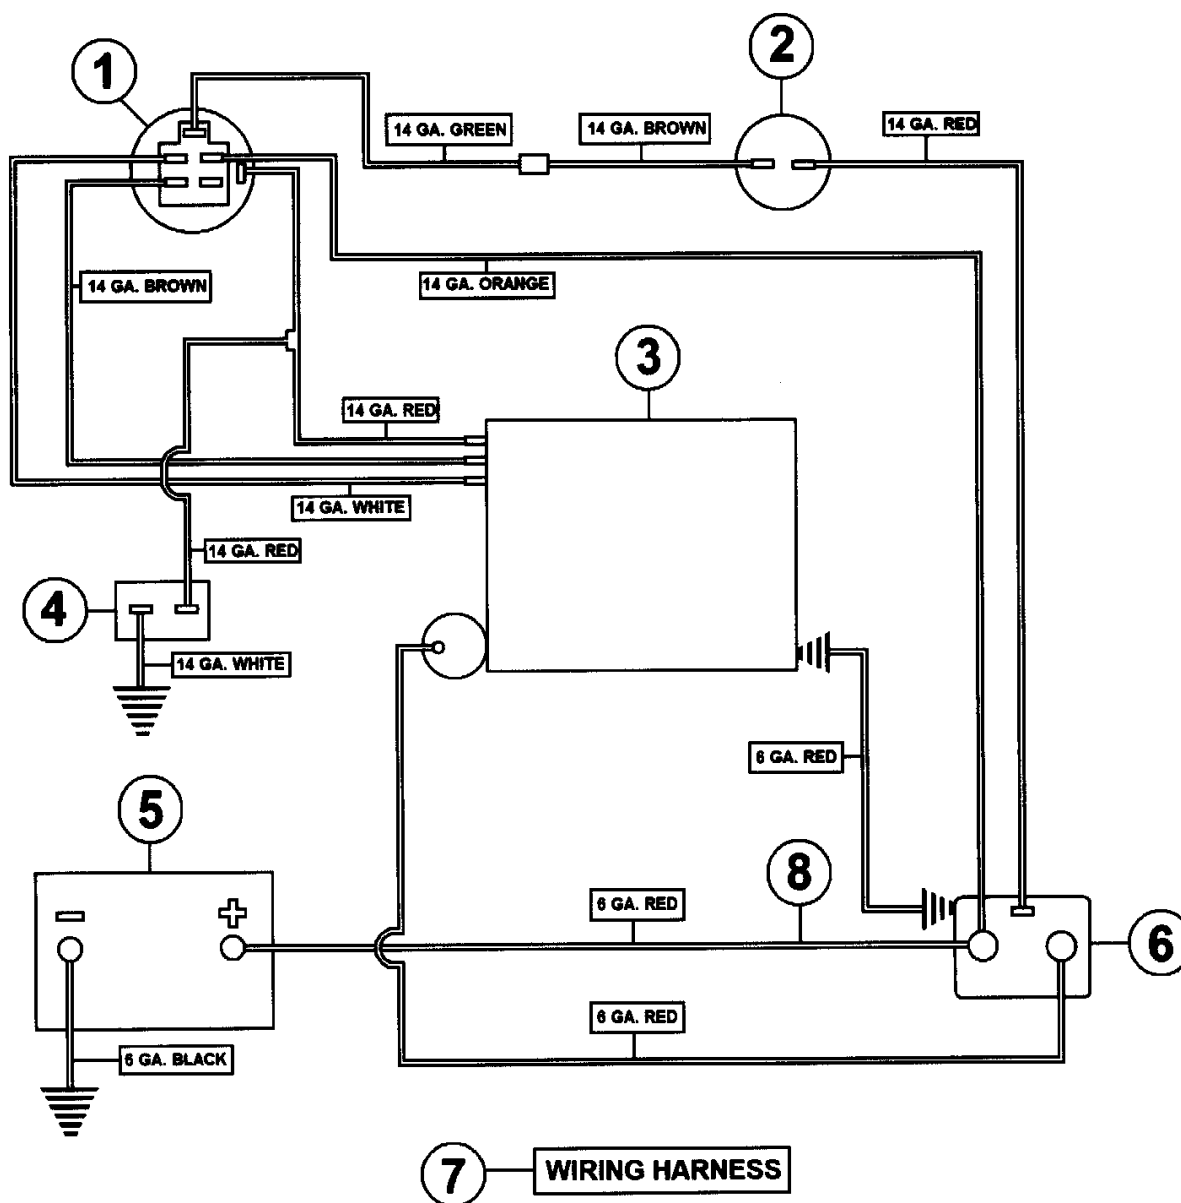 1
2
14 GA. GREEN
14 GA. BROWN
14 GA. RED
14 GA. BROWN
14 GA. ORANGE
3
14 GA. RED
14 GA. WHITE
14 GA. RED
4
14 GA. WHITE
6 GA. RED
5
8
6 GA. RED
6
6 GA. RED
6 GA. BLACK
7
WIRING HARNESS